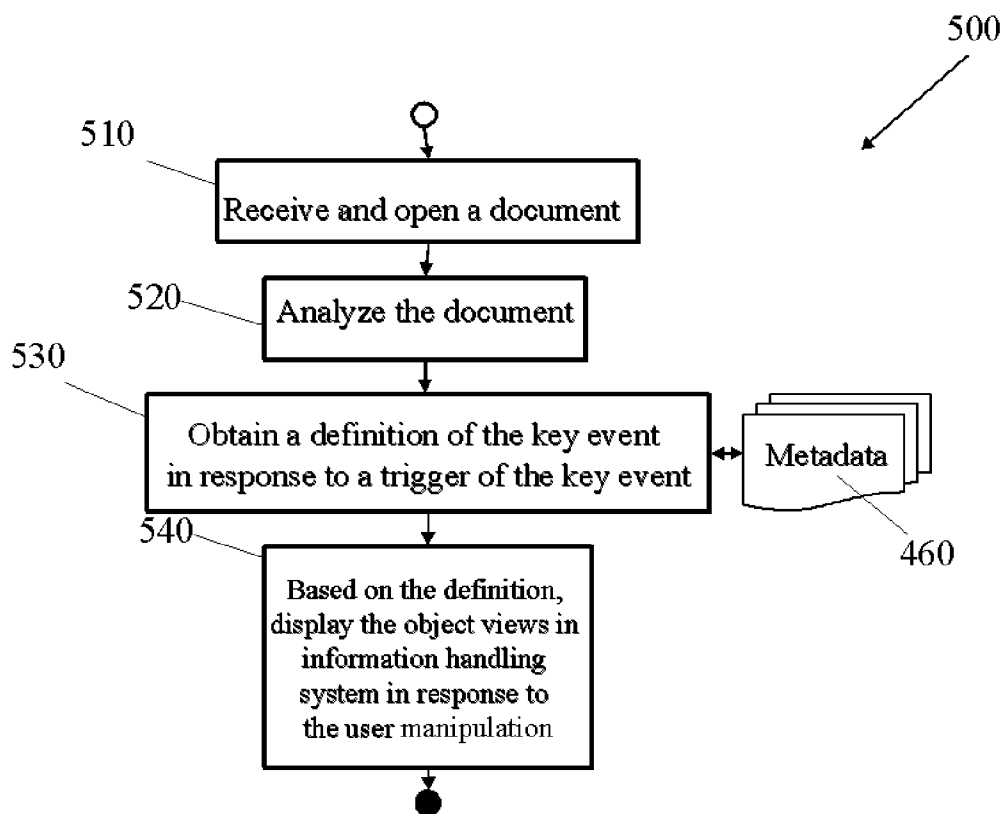 500
510
Receive and open a document
520
Analyze the document
530
Obtain a definition of the key event
in response to a trigger of the key event
Metadata
460
540
Based on the definition,
display the object views in
information handling
system in response to
the user manipulation